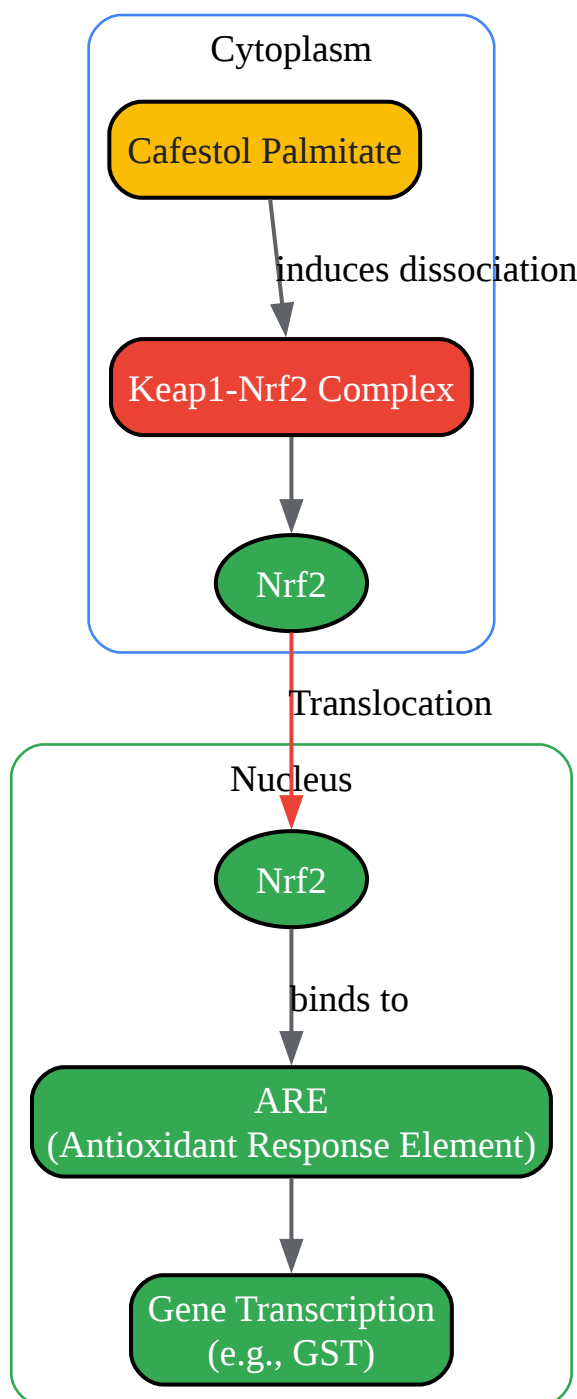 Cytoplasm
Cafestol Palmitate
induces dissociation
Keap1-Nrf2 Complex
Nrf2
Translocation
Nucleus
Nrf2
binds to
ARE
(Antioxidant Response Element)
Gene Transcription
(e.g., GST)